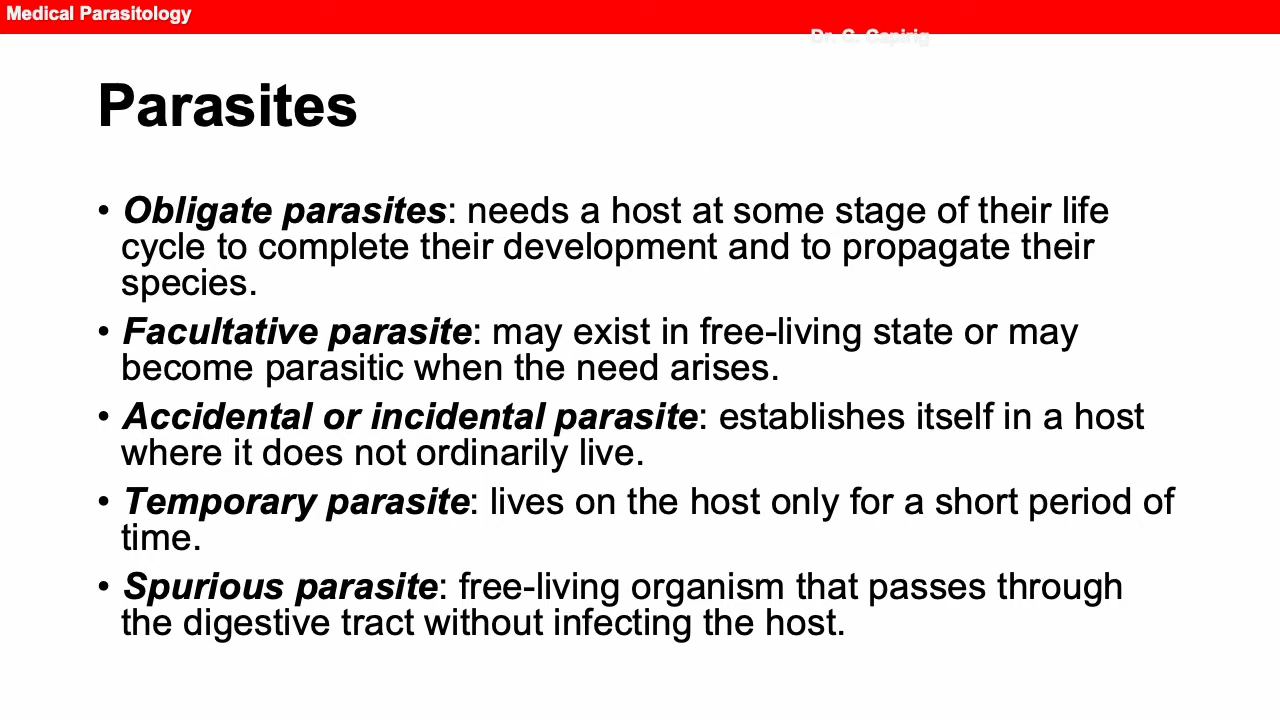 Medical Parasitology
Dr. C. Capirig
Parasites
• Obligate parasites: needs a host at some stage of their life
cycle to complete their development and to propagate their
species.
• Facultative parasite: may exist in free-living state or may
become parasitic when the need arises.
• Accidental or incidental parasite: establishes itself in a host
where it does not ordinarily live.
• Temporary parasite: lives on the host only for a short period of
time.
• Spurious parasite: free-living organism that passes through
the digestive tract without infecting the host.